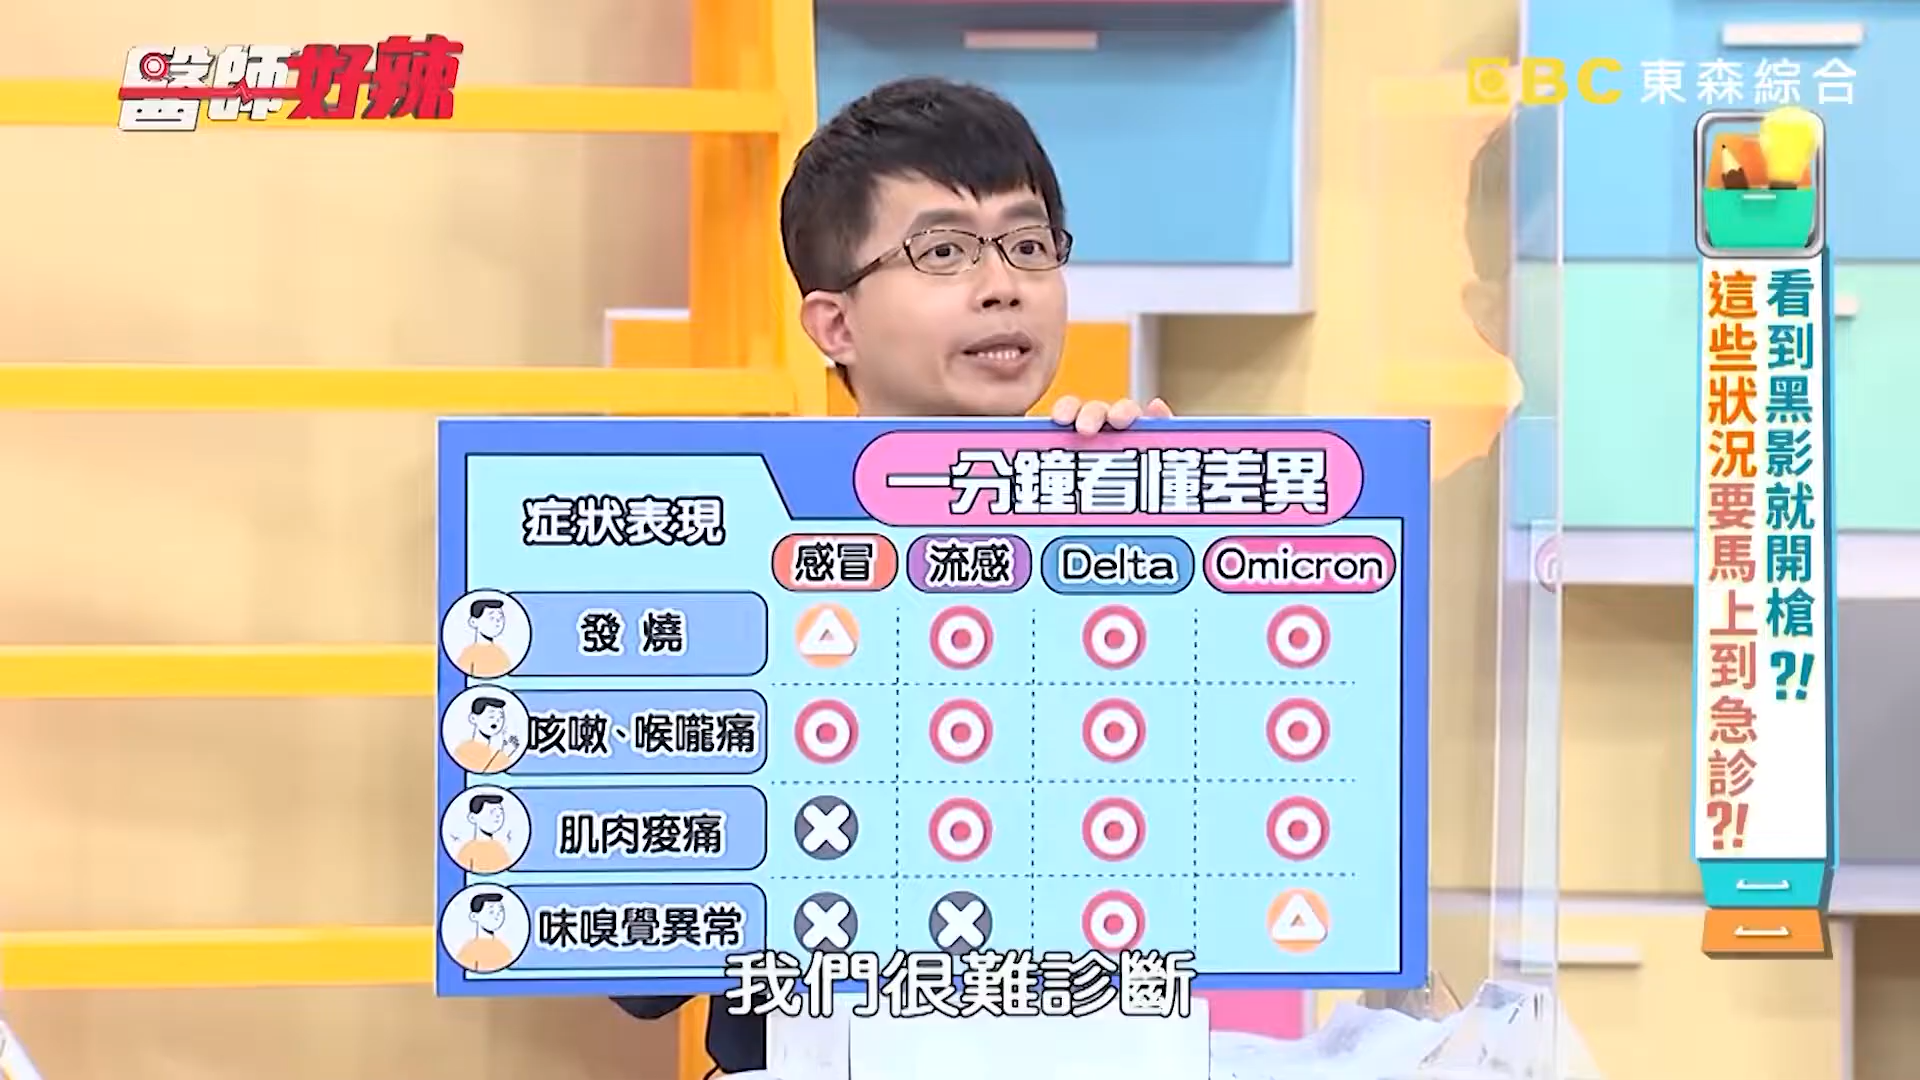 醫師好辣
EBC 東森綜合
看到黑影就開槍?!
這些狀況要馬上到急診?!
一分鐘看懂差異
症狀表現
感冒
流感
Delta
Omicron
發燒
咳嗽、喉嚨痛
肌肉痠痛
味嗅覺異常
我們很難診斷